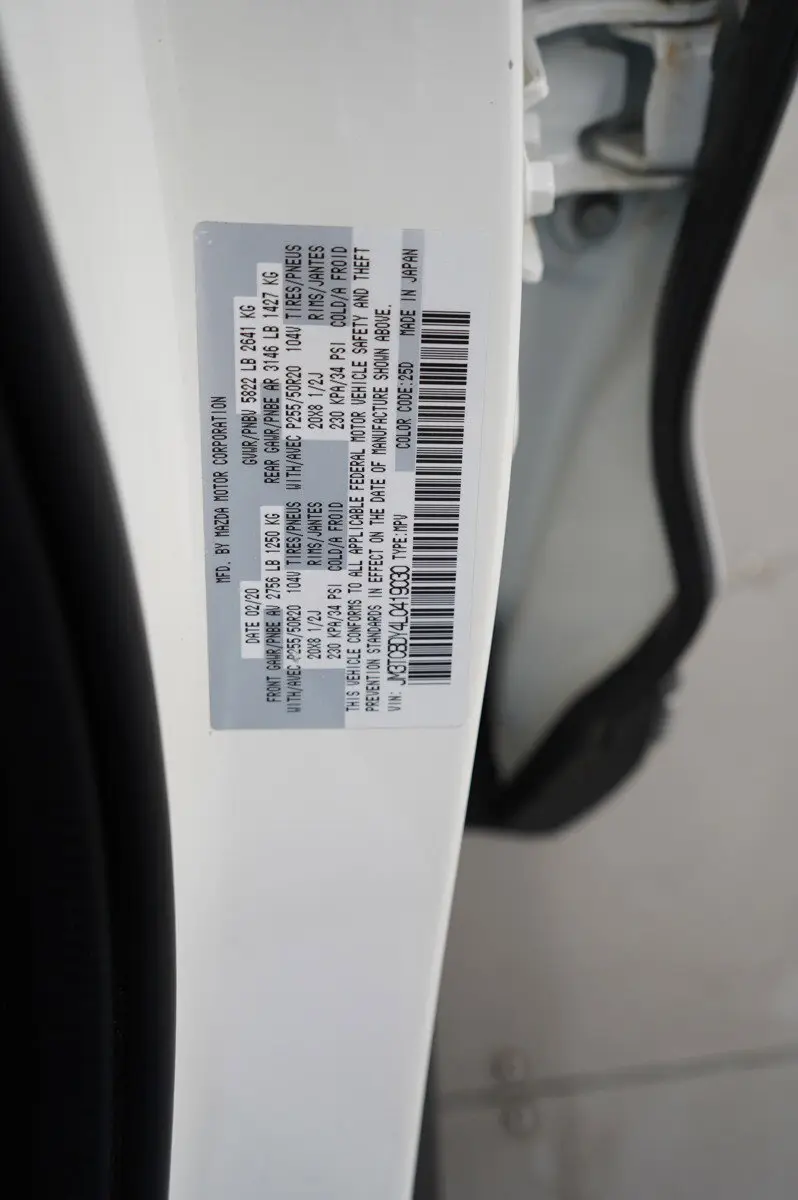 MFD. BY MAZDA MOTOR CORPORATION
DATE 02/20 GVWR/PNBV 5822 LB 2641 KG
FRONT GAWR/PNBE AV 2756 LB 1250 KG REAR GAWR/PNBE AR 3146 LB 1427 KG
WITH/AVEC P255/50R20 104V TIRES/PNEUS WITH/AVEC P255/50R20 104V TIRES/PNEUS
20X8 1/2J RIMS/JANTES 20X8 1/2J RIMS/JANTES
230 KPA/34 PSI COLD/A FROID 230 KPA/34 PSI COLD/A FROID
THIS VEHICLE CONFORMS TO ALL APPLICABLE FEDERAL MOTOR VEHICLE SAFETY AND THEFT
PREVENTION STANDARDS IN EFFECT ON THE DATE OF MANUFACTURE SHOWN ABOVE.
VIN: JM3TCBDY4L0419030 TYPE:MPV COLOR CODE:25D MADE IN JAPAN